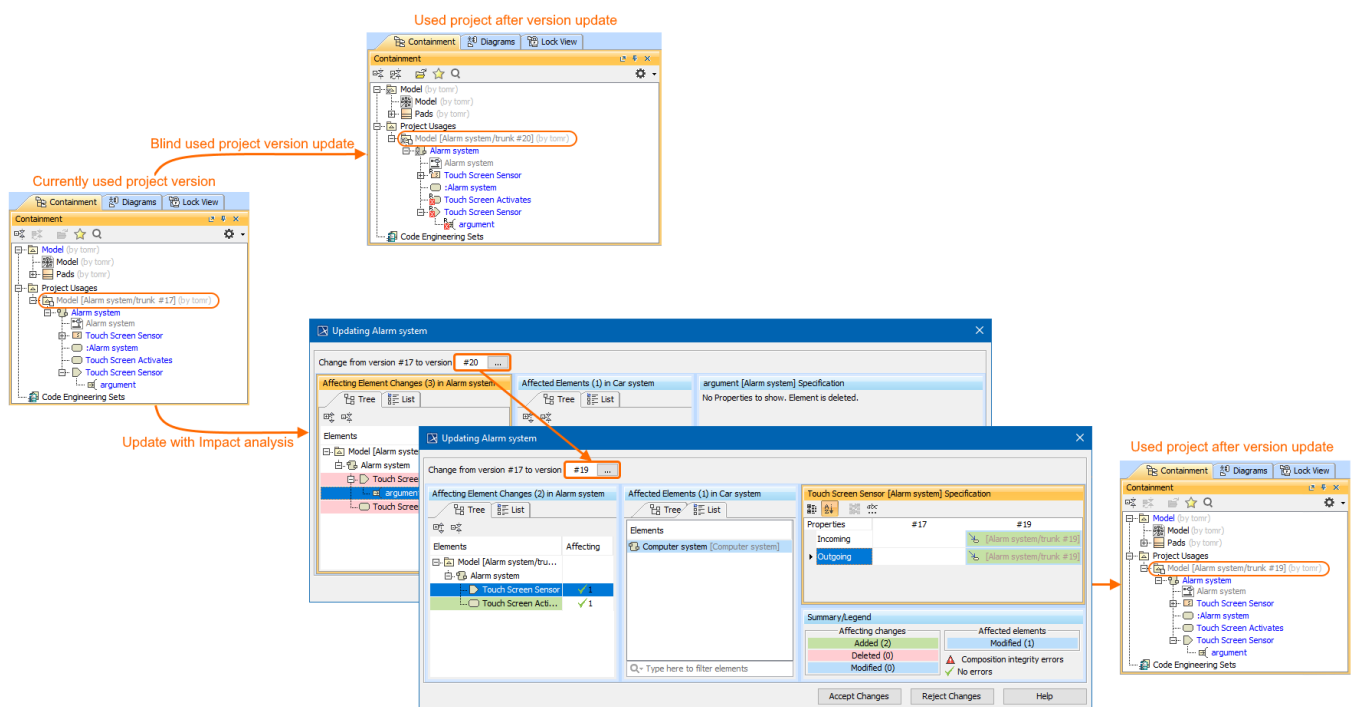 Used project after version update
Containment Diagrams Lock View
Containment
Model (by tomr)
Model (by tomr)
Pads (by tomr)
Project Usages
Model [Alarm system/trunk #20] (by tomr)
Alarm system
Alarm system
Touch Screen Sensor
:Alarm system
Touch Screen Activates
Touch Screen Sensor
argument
Code Engineering Sets
Blind used project version update
Currently used project version
Containment Diagrams Lock View
Containment
Model (by tomr)
Model (by tomr)
Pads (by tomr)
Project Usages
Model [Alarm system/trunk #17] (by tomr)
Alarm system
Alarm system
Touch Screen Sensor
:Alarm system
Touch Screen Activates
Touch Screen Sensor
argument
Code Engineering Sets
Update with Impact analysis
Updating Alarm system
Change from version #17 to version #20 ...
Affecting Element Changes (3) in Alarm system
Tree List
Elements
Model [Alarm syste
Alarm system
Touch Scree
argument
Touch Scree
Affected Elements (1) in Car system
Tree List
argument [Alarm system] Specification
No Properties to show. Element is deleted.
Updating Alarm system
Change from version #17 to version #19 ...
Affecting Element Changes (2) in Alarm system
Tree List
Elements Affecting
Model [Alarm system/tru...
Alarm system
Touch Screen Sensor 1
Touch Screen Acti... 1
Affected Elements (1) in Car system
Tree List
Elements
Computer system [Computer system]
Type here to filter elements
Touch Screen Sensor [Alarm system] Specification
abc
Properties #17 #19
Incoming [Alarm system/trunk #19]
Outgoing [Alarm system/trunk #19]
Summary/Legend
Affecting changes Affected elements
Added (2) Modified (1)
Deleted (0) Composition integrity errors
Modified (0) No errors
Accept Changes Reject Changes Help
Used project after version update
Containment Diagrams Lock View
Containment
Model (by tomr)
Model (by tomr)
Pads (by tomr)
Project Usages
Model [Alarm system/trunk #19] (by tomr)
Alarm system
Alarm system
Touch Screen Sensor
:Alarm system
Touch Screen Activates
Touch Screen Sensor
argument
Code Engineering Sets